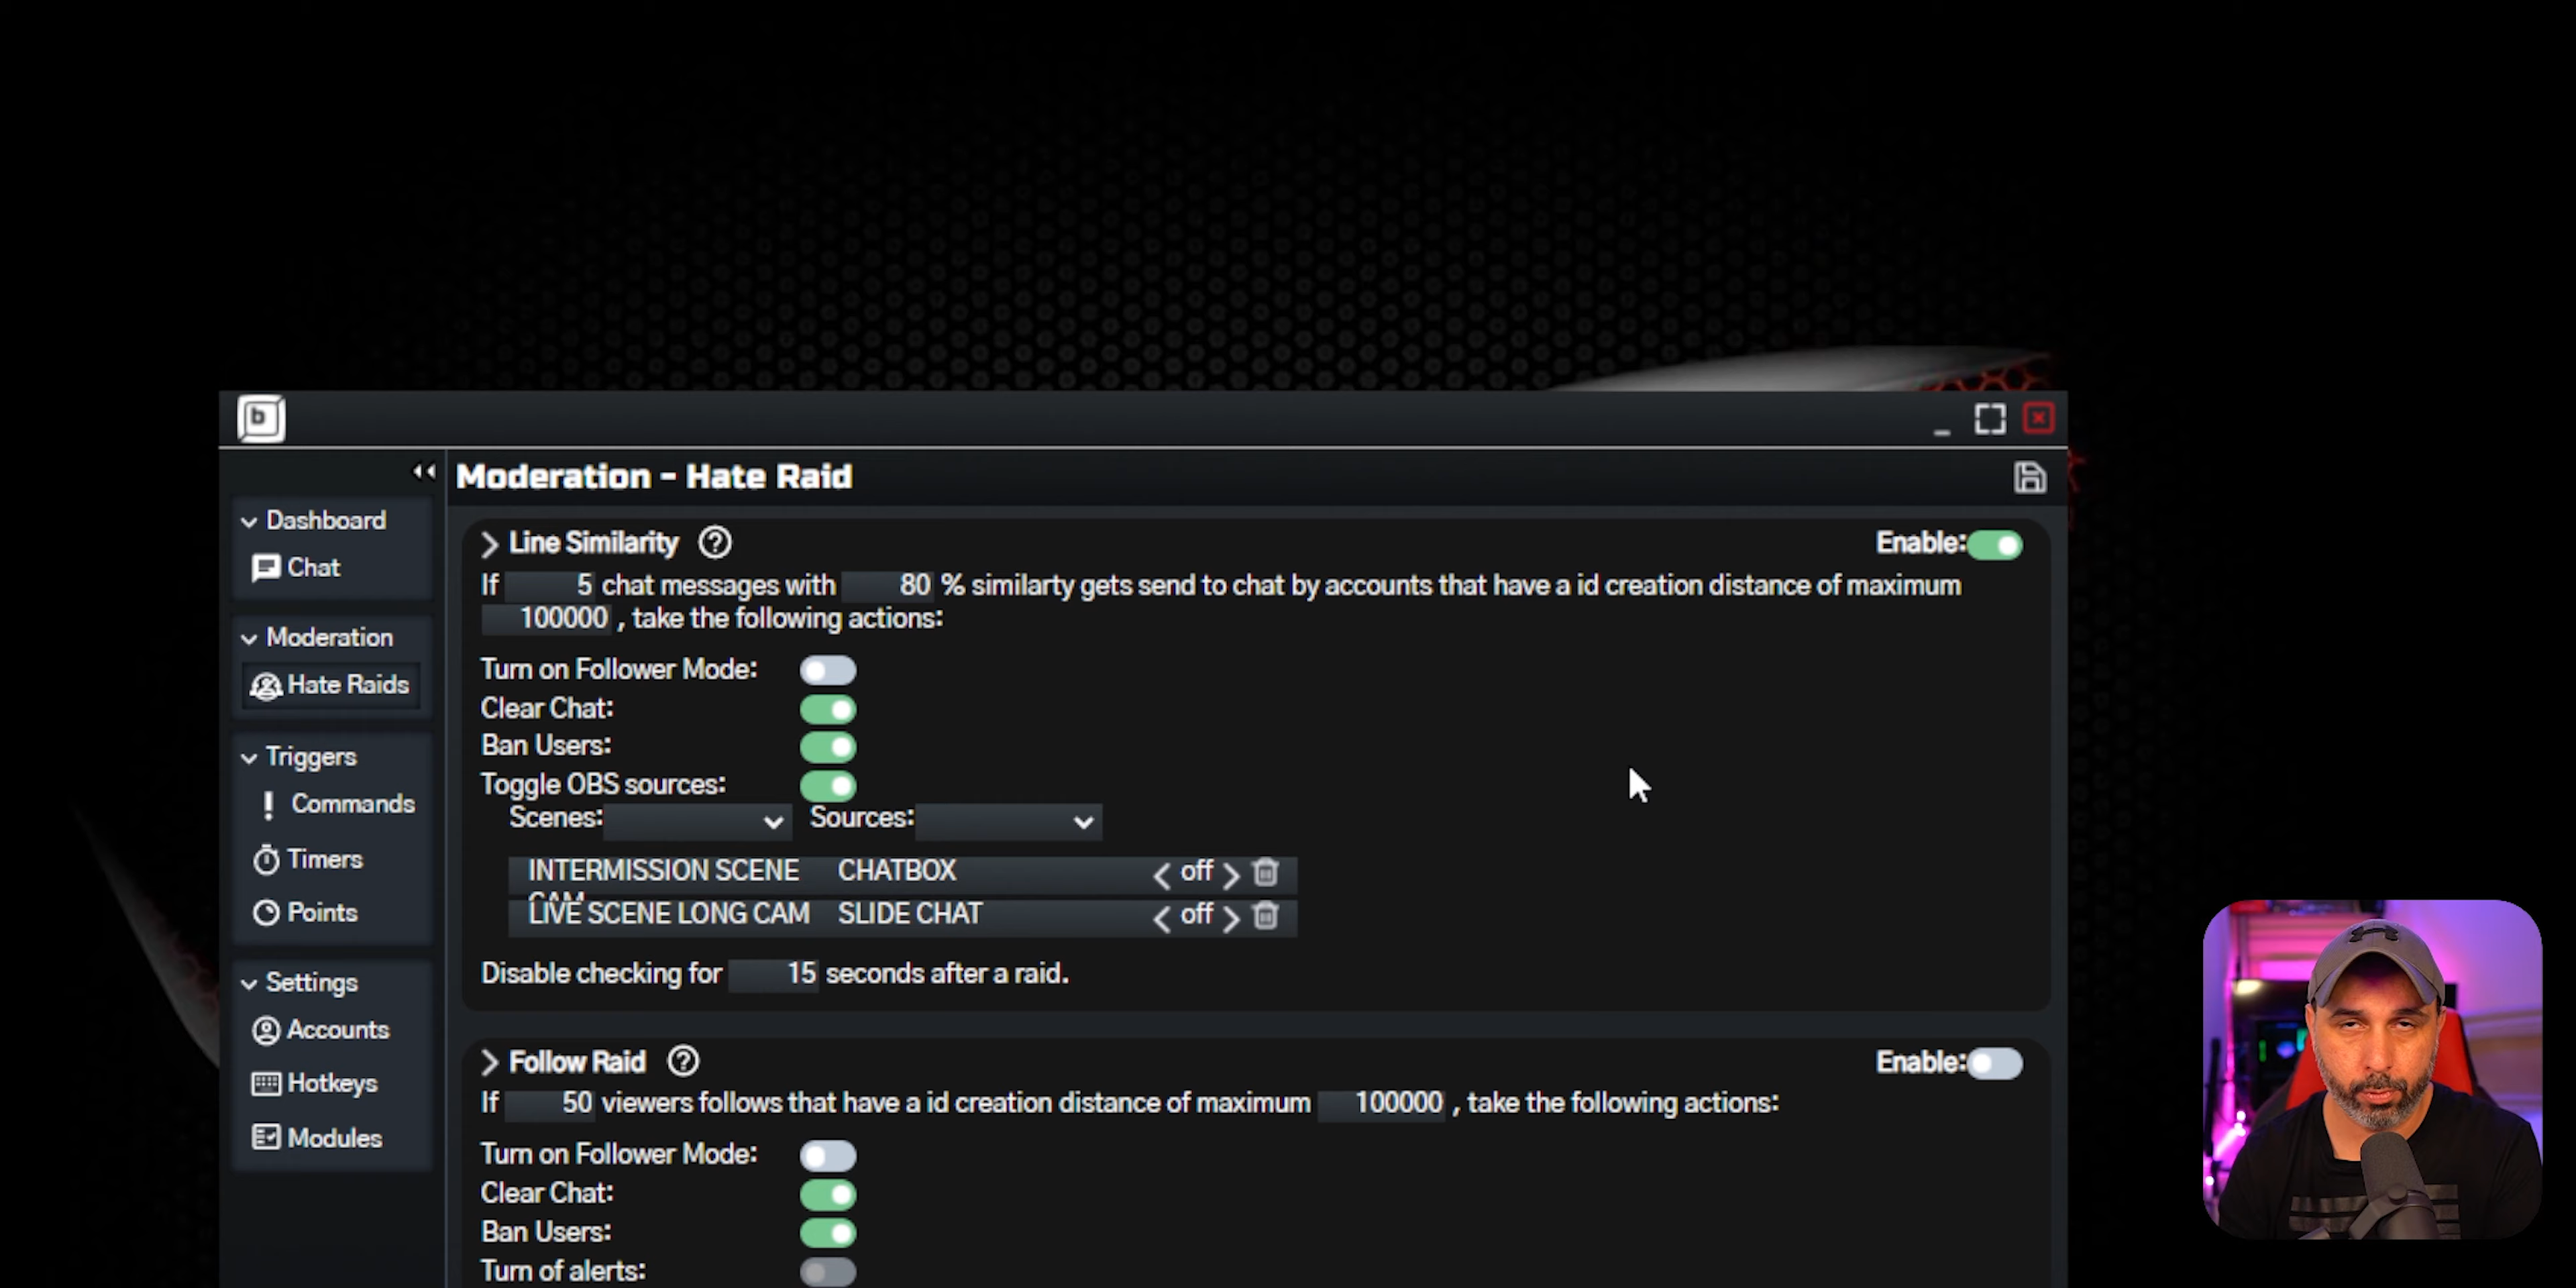 b
Moderation - Hate Raid
Dashboard
Chat
Moderation
Hate Raids
Triggers
Commands
Timers
Points
Settings
Accounts
Hotkeys
Modules
Line Similarity
Enable:
If 5 chat messages with 80 % similarty gets send to chat by accounts that have a id creation distance of maximum
100000 , take the following actions:
Turn on Follower Mode:
Clear Chat:
Ban Users:
Toggle OBS sources:
Scenes: Sources:
INTERMISSION SCENE CHATBOX off
CAM
LIVE SCENE LONG CAM SLIDE CHAT off
Disable checking for 15 seconds after a raid.
Follow Raid
Enable:
If 50 viewers follows that have a id creation distance of maximum 100000 , take the following actions:
Turn on Follower Mode:
Clear Chat:
Ban Users:
Turn of alerts: